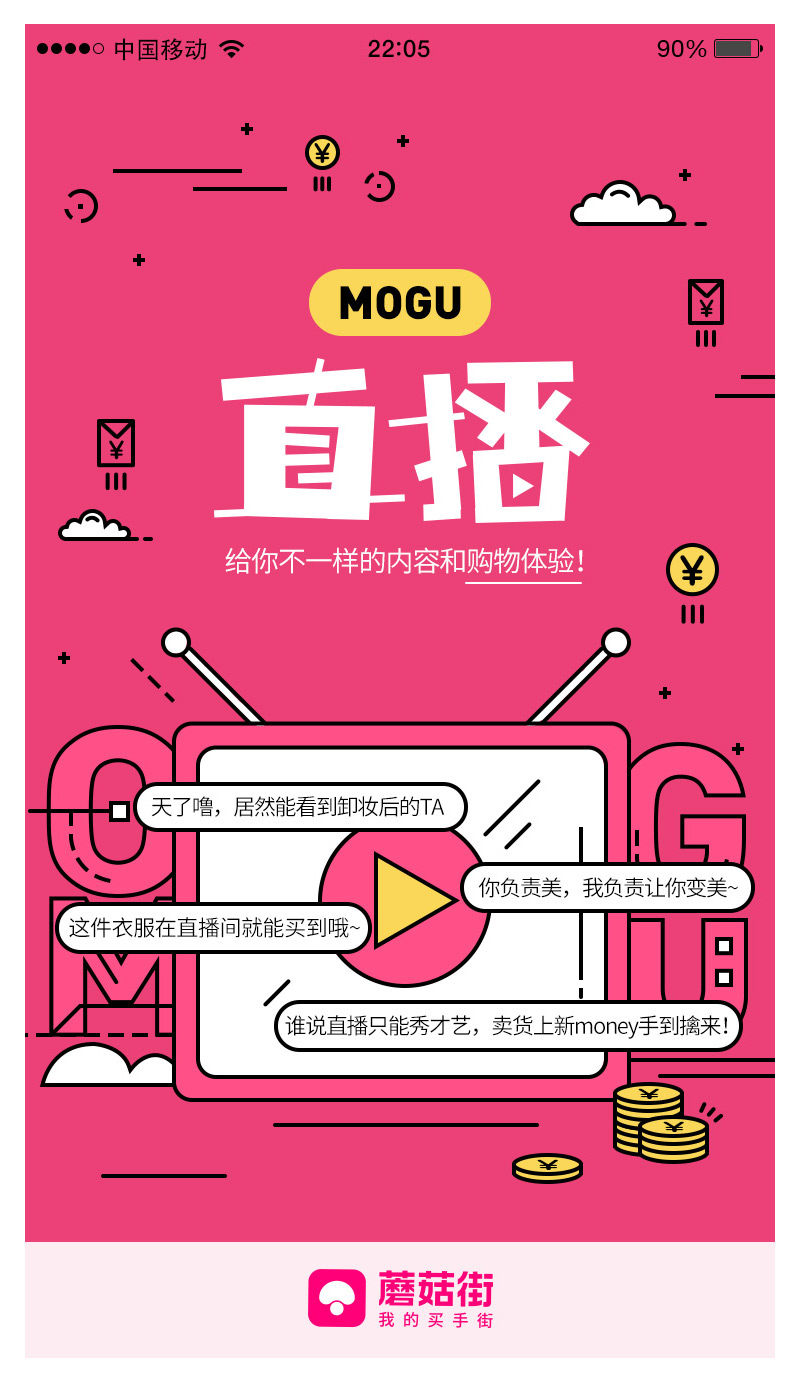 中国移动 22:05 90%
MOGU
直播
给你不一样的内容和购物体验！
天了噜，居然能看到卸妆后的TA
你负责美，我负责让你变美~
这件衣服在直播间就能买到哦~
谁说直播只能秀才艺，卖货上新money手到擒来！
OG
MU
蘑菇街
我的买手街